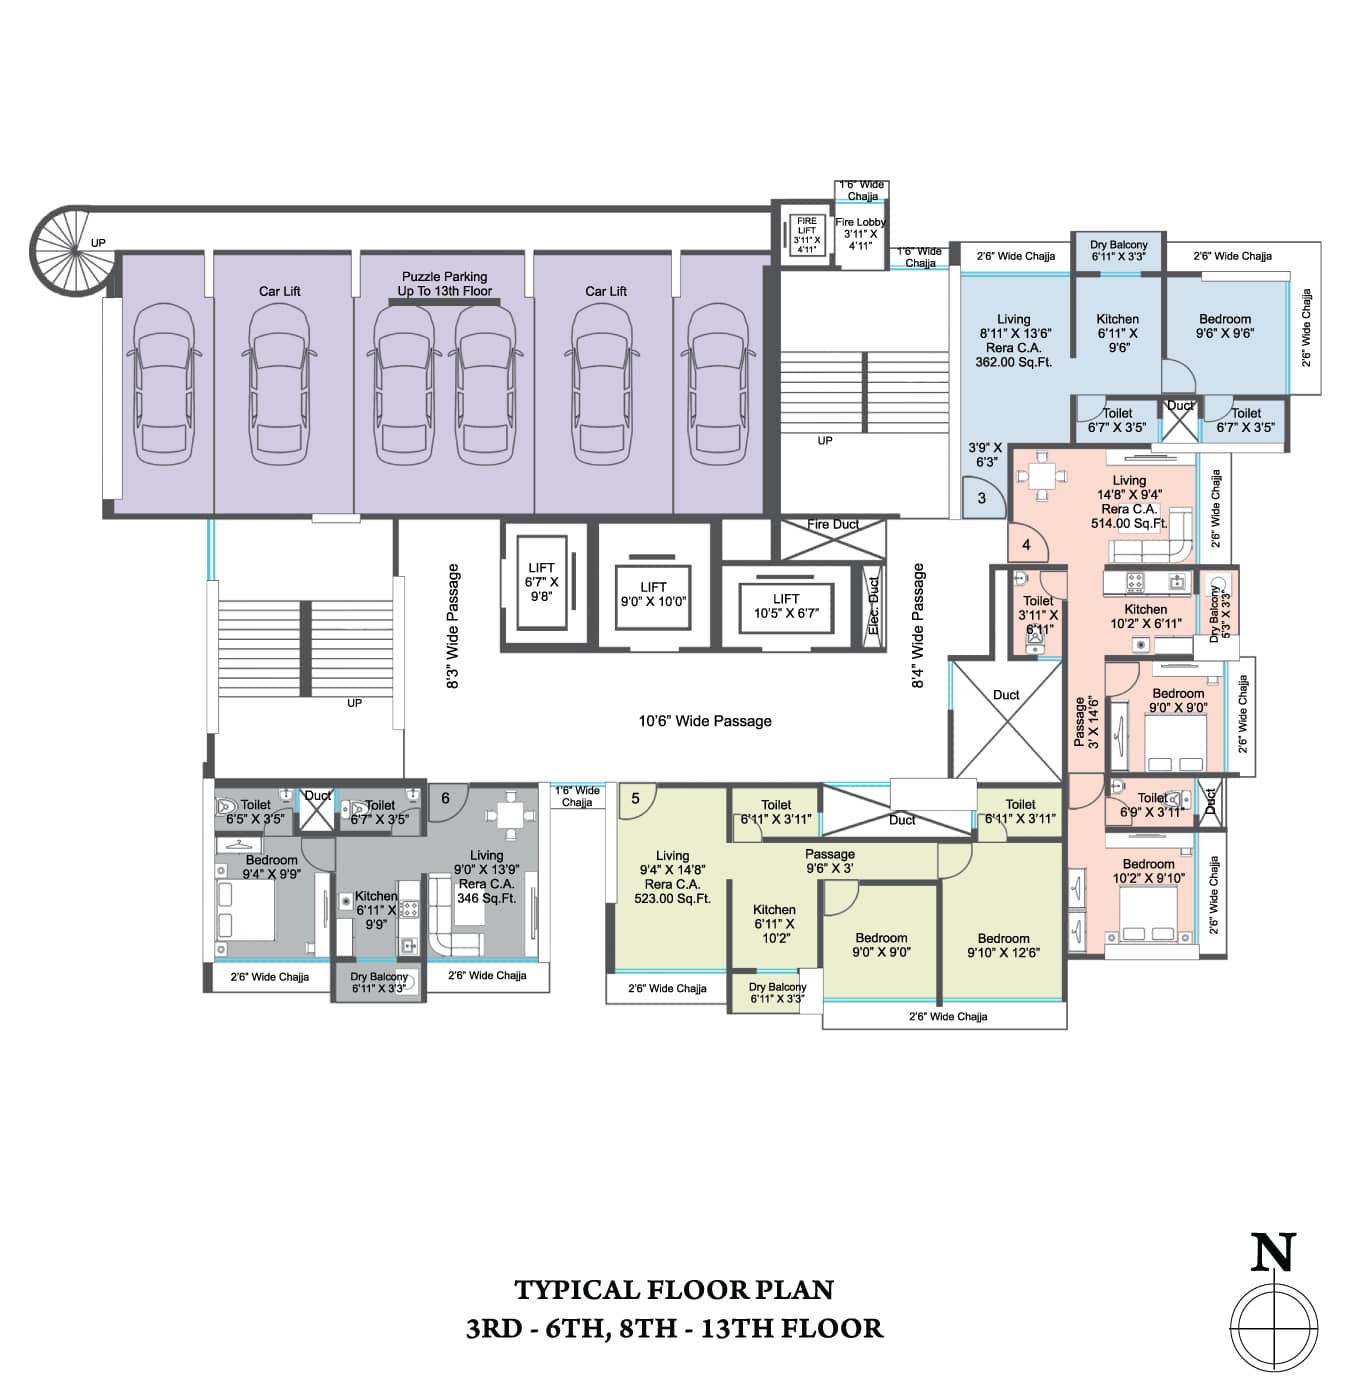 1'6" Wide
Chajja
FIRE
LIFT
3'11" X
4'11"
Fire Lobby
3'11" X
4'11"
1'6" Wide
Chajja
UP
Car Lift
Puzzle Parking
Up To 13th Floor
Car Lift
2'6" Wide Chajja
Dry Balcony
6'11" X 3'3"
2'6" Wide Chajja
2'6" Wide Chajja
Living
8'11" X 13'6"
Rera C.A.
362.00 Sq.Ft.
Kitchen
6'11" X
9'6"
Bedroom
9'6" X 9'6"
Toilet
6'7" X 3'5"
Duct
Toilet
6'7" X 3'5"
3'9" X
6'3"
3
UP
Living
14'8" X 9'4"
Rera C.A.
514.00 Sq.Ft.
2'6" Wide Chajja
4
Fire Duct
8'3" Wide Passage
LIFT
6'7" X
9'8"
LIFT
9'0" X 10'0"
LIFT
10'5" X 6'7"
Elec. Duct
8'4" Wide Passage
Toilet
3'11" X
6'11"
Kitchen
10'2" X 6'11"
Dry Balcony
5'3" X 3'3"
UP
10'6" Wide Passage
Duct
Passage
3' X 14'6"
Bedroom
9'0" X 9'0"
2'6" Wide Chajja
Toilet
6'9" X 3'11"
Duct
Bedroom
10'2" X 9'10"
2'6" Wide Chajja
Toilet
6'5" X 3'5"
Duct
Toilet
6'7" X 3'5"
6
1'6" Wide
Chajja
5
Toilet
6'11" X 3'11"
Duct
Toilet
6'11" X 3'11"
Bedroom
9'4" X 9'9"
Living
9'0" X 13'9"
Rera C.A.
346 Sq.Ft.
Kitchen
6'11" X
9'9"
Living
9'4" X 14'8"
Rera C.A.
523.00 Sq.Ft.
Passage
9'6" X 3'
Kitchen
6'11" X
10'2"
Bedroom
9'0" X 9'0"
Bedroom
9'10" X 12'6"
2'6" Wide Chajja
Dry Balcony
6'11" X 3'3"
2'6" Wide Chajja
2'6" Wide Chajja
Dry Balcony
6'11" X 3'3"
2'6" Wide Chajja
N
TYPICAL FLOOR PLAN
3RD - 6TH, 8TH - 13TH FLOOR